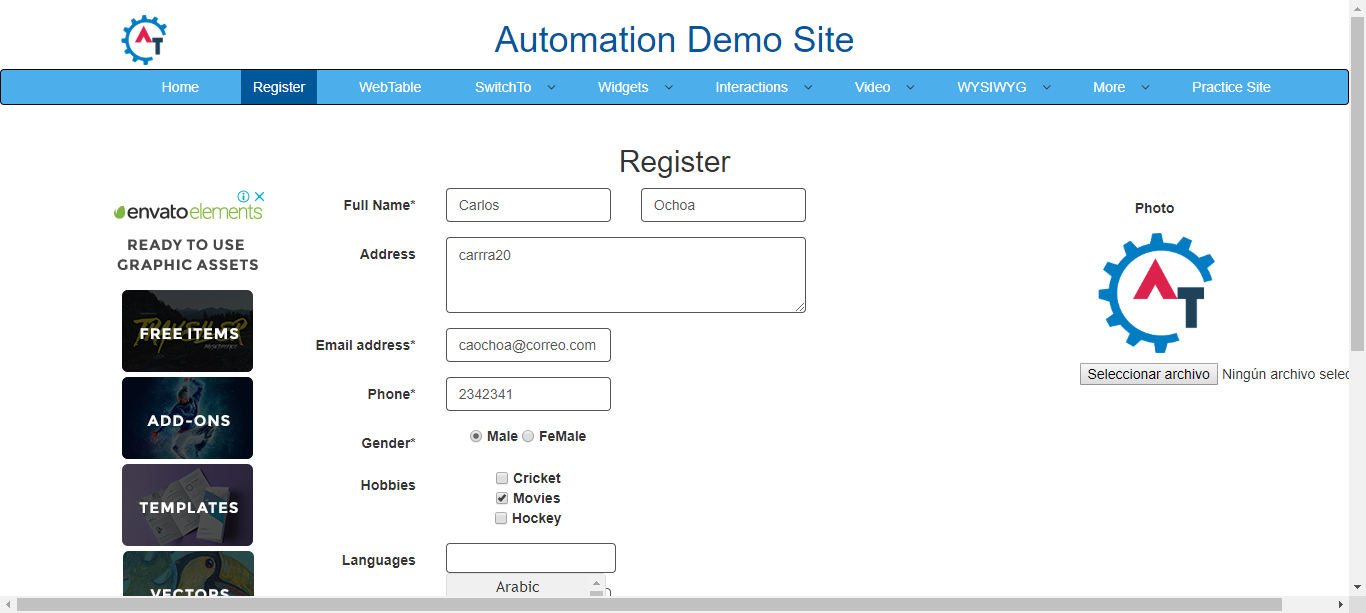 AT
Automation Demo Site
Home Register WebTable SwitchTo Widgets Interactions Video WYSIWYG More Practice Site
Register
envato elements
READY TO USE
GRAPHIC ASSETS
FREE ITEMS
ADD-ONS
TEMPLATES
VECTORS
Full Name* Carlos Ochoa
Address carrra20
Email address* caochoa@correo.com
Phone* 2342341
Gender* Male FeMale
Hobbies Cricket
Movies
Hockey
Languages
Arabic
Photo
AT
Seleccionar archivo Ningún archivo selec